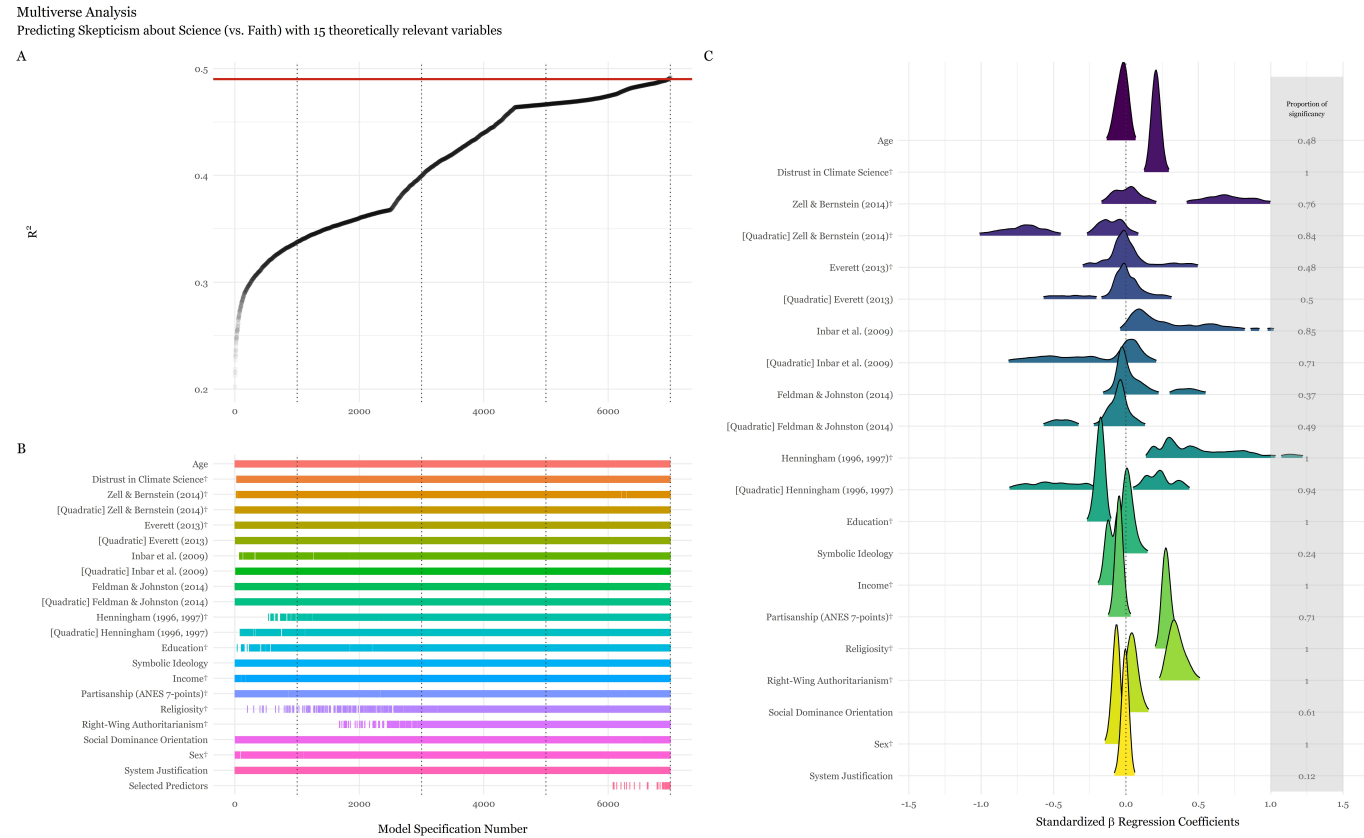 Multiverse Analysis
Predicting Skepticism about Science (vs. Faith) with 15 theoretically relevant variables
A
0.5
0.4
0.3
0.2
R²
0
2000
4000
6000
B
Age
Distrust in Climate Science†
Zell & Bernstein (2014)†
[Quadratic] Zell & Bernstein (2014)†
Everett (2013)†
[Quadratic] Everett (2013)
Inbar et al. (2009)
[Quadratic] Inbar et al. (2009)
Feldman & Johnston (2014)
[Quadratic] Feldman & Johnston (2014)
Henningham (1996, 1997)†
[Quadratic] Henningham (1996, 1997)
Education†
Symbolic Ideology
Income†
Partisanship (ANES 7-points)†
Religiosity†
Right-Wing Authoritarianism†
Social Dominance Orientation
Sex†
System Justification
Selected Predictors
0
2000
4000
6000
Model Specification Number
C
Proportion of
significancy
Age 0.48
Distrust in Climate Science† 1
Zell & Bernstein (2014)† 0.76
[Quadratic] Zell & Bernstein (2014)† 0.84
Everett (2013)† 0.48
[Quadratic] Everett (2013) 0.5
Inbar et al. (2009) 0.85
[Quadratic] Inbar et al. (2009) 0.71
Feldman & Johnston (2014) 0.37
[Quadratic] Feldman & Johnston (2014) 0.49
Henningham (1996, 1997)† 1
[Quadratic] Henningham (1996, 1997) 0.94
Education† 1
Symbolic Ideology 0.24
Income† 1
Partisanship (ANES 7-points)† 0.71
Religiosity† 1
Right-Wing Authoritarianism† 1
Social Dominance Orientation 0.61
Sex† 1
System Justification 0.12
-1.5
-1.0
-0.5
0.0
0.5
1.0
1.5
Standardized β Regression Coefficients